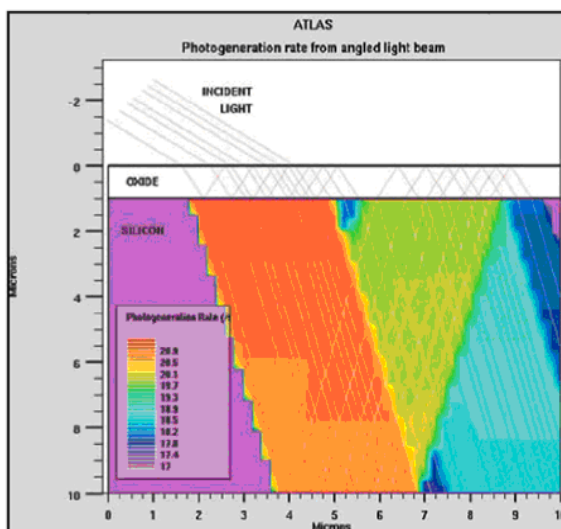 ATLAS
Photogeneration rate from angled light beam
INCIDENT
LIGHT
OXIDE
SILICON
Microns
-2
0
2
4
6
8
10
Photogeneration Rate (
20.9
20.5
20.1
19.7
19.3
18.9
18.5
18.2
17.8
17.4
17
0 1 2 3 4 5 6 7 8 9 10
Microns